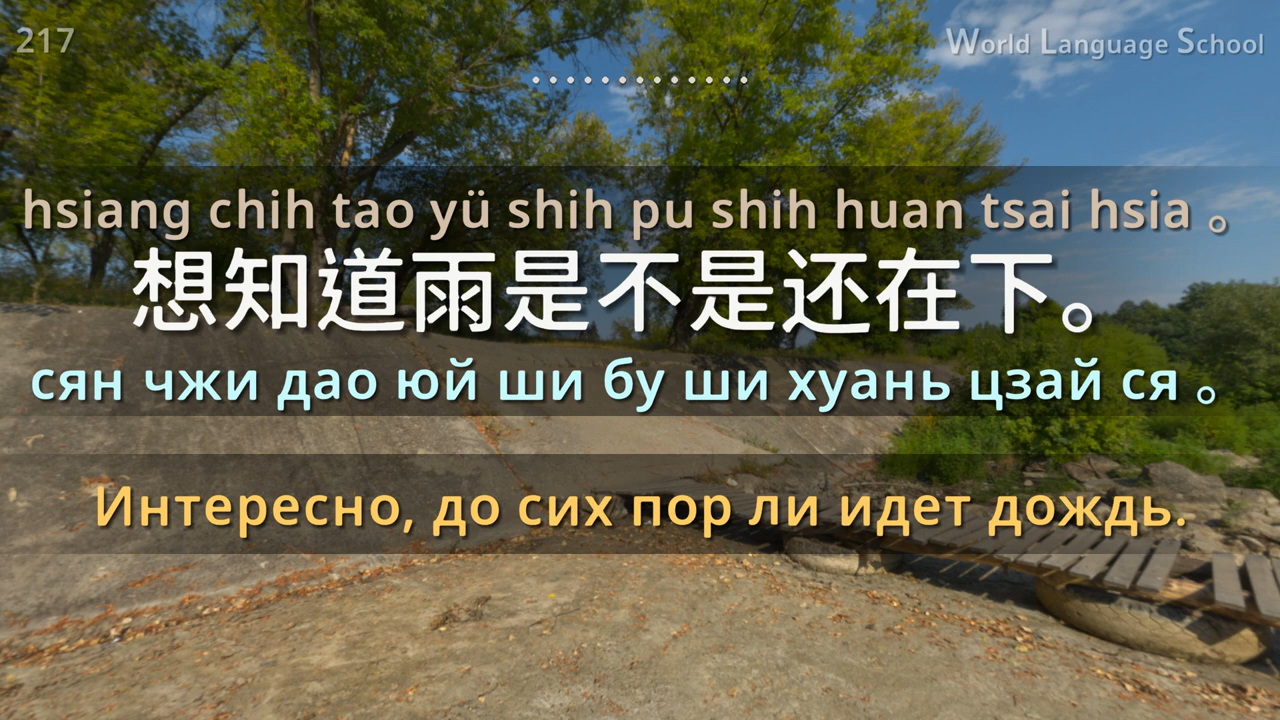 217
World Language School
hsiang chih tao yü shih pu shih huan tsai hsia 。
想知道雨是不是还在下。
сян чжи дао юй ши бу ши хуань цзай ся 。
Интересно, до сих пор ли идет дождь.